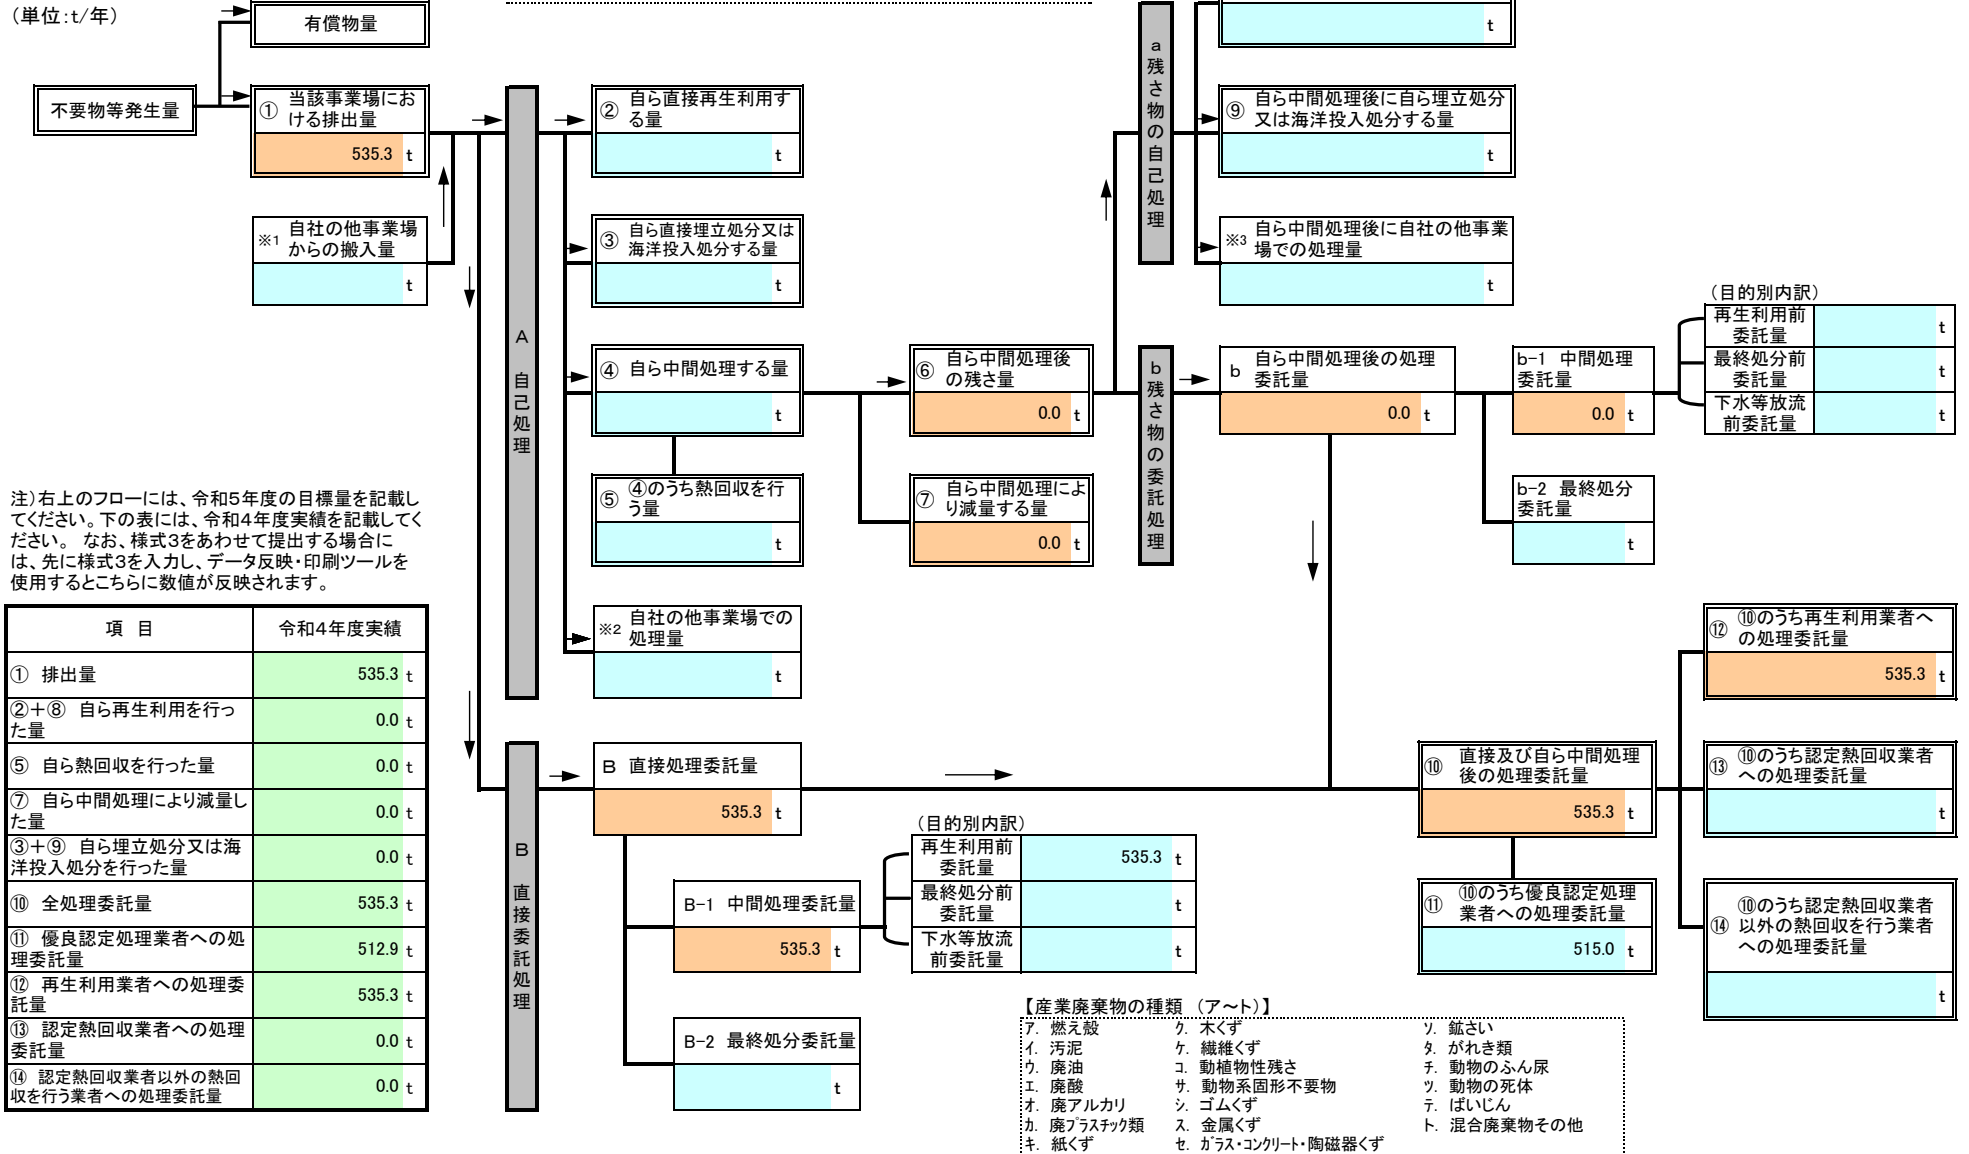 （単位：t/年）
有償物量
t
不要物等発生量
① 当該事業場にお
ける排出量
535.3 t
※1 自社の他事業場
からの搬入量
t
A 自己処理
② 自ら直接再生利用す
る量
t
③ 自ら直接埋立処分又は
海洋投入処分する量
t
④ 自ら中間処理する量
t
⑤ ④のうち熱回収を行
う量
t
※2 自社の他事業場での
処理量
t
⑥ 自ら中間処理後
の残さ量
0.0 t
⑦ 自ら中間処理によ
り減量する量
0.0 t
a残さ物の自己処理
⑨ 自ら中間処理後に自ら埋立処分
又は海洋投入処分する量
t
※3 自ら中間処理後に自社の他事業
場での処理量
t
b残さ物の委託処理
b 自ら中間処理後の処理
委託量
0.0 t
b-1 中間処理
委託量
0.0 t
（目的別内訳）
再生利用前
委託量 t
最終処分前
委託量 t
下水等放流
前委託量 t
b-2 最終処分
委託量
t
注）右上のフローには、令和５年度の目標量を記載し
てください。下の表には、令和４年度実績を記載してく
ださい。 なお、様式３をあわせて提出する場合に
は、先に様式３を入力し、データ反映・印刷ツールを
使用するとこちらに数値が反映されます。
項 目 令和４年度実績
① 排出量 535.3 t
②＋⑧ 自ら再生利用を行っ
た量 0.0 t
⑤ 自ら熱回収を行った量 0.0 t
⑦ 自ら中間処理により減量し
た量 0.0 t
③＋⑨ 自ら埋立処分又は海
洋投入処分を行った量 0.0 t
⑩ 全処理委託量 535.3 t
⑪ 優良認定処理業者への処
理委託量 512.9 t
⑫ 再生利用業者への処理委
託量 535.3 t
⑬ 認定熱回収業者への処理
委託量 0.0 t
⑭ 認定熱回収業者以外の熱回
収を行う業者への処理委託量 0.0 t
B 直接委託処理
B 直接処理委託量
535.3 t
B-1 中間処理委託量
535.3 t
（目的別内訳）
再生利用前
委託量 535.3 t
最終処分前
委託量 t
下水等放流
前委託量 t
B-2 最終処分委託量
t
⑩ 直接及び自ら中間処理
後の処理委託量
535.3 t
⑪ ⑩のうち優良認定処理
業者への処理委託量
515.0 t
⑫ ⑩のうち再生利用業者へ
の処理委託量
535.3 t
⑬ ⑩のうち認定熱回収業者
への処理委託量
t
⑭ ⑩のうち認定熱回収業者
以外の熱回収を行う業者
への処理委託量
t
【産業廃棄物の種類 （ア～ト）】
ア. 燃え殻 ク. 木くず ソ. 鉱さい
イ. 汚泥 ケ. 繊維くず タ. がれき類
ウ. 廃油 コ. 動植物性残さ チ. 動物のふん尿
エ. 廃酸 サ. 動物系固形不要物 ツ. 動物の死体
オ. 廃アルカリ シ. ゴムくず テ. ばいじん
カ. 廃プラスチック類 ス. 金属くず ト. 混合廃棄物その他
キ. 紙くず セ. ガラス・コンクリート・陶磁器くず